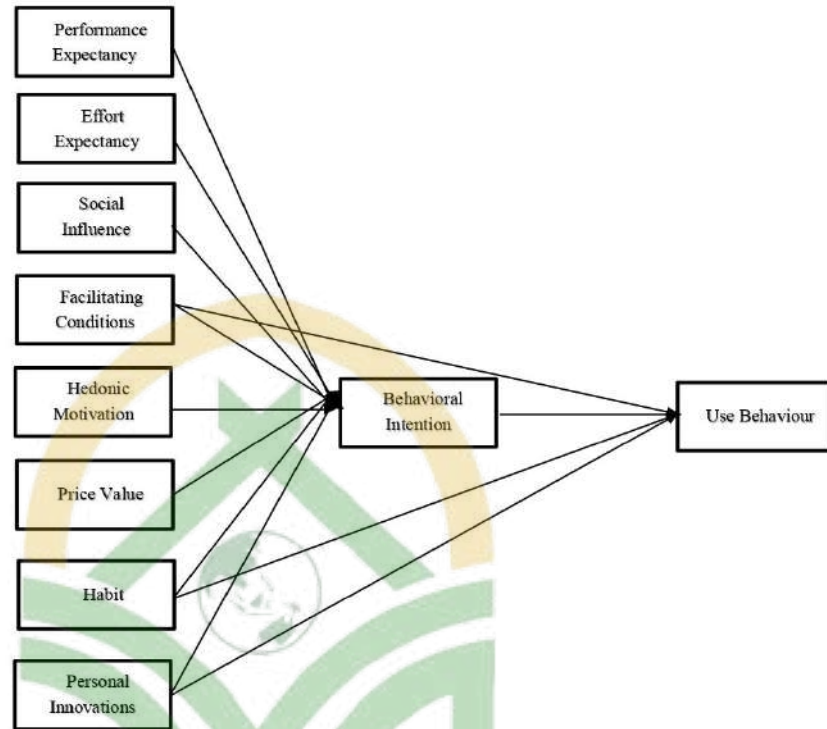 Performance
Expectancy
Effort
Expectancy
Social
Influence
Facilitating
Conditions
Hedonic
Motivation
Behavioral
Intention
Use Behaviour
Price Value
Habit
Personal
Innovations